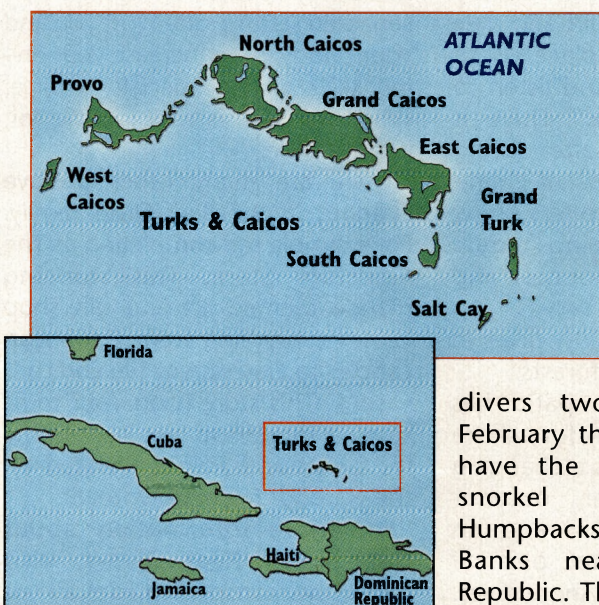 North Caicos
ATLANTIC
OCEAN
Provo
Grand Caicos
East Caicos
West
Caicos
Grand
Turk
Turks & Caicos
South Caicos
Salt Cay
Florida
Cuba
Turks & Caicos
Haiti
Jamaica
Dominican
Republic
divers two
February th
have the
snorkel
Humpbacks
Banks nea
Republic. Th